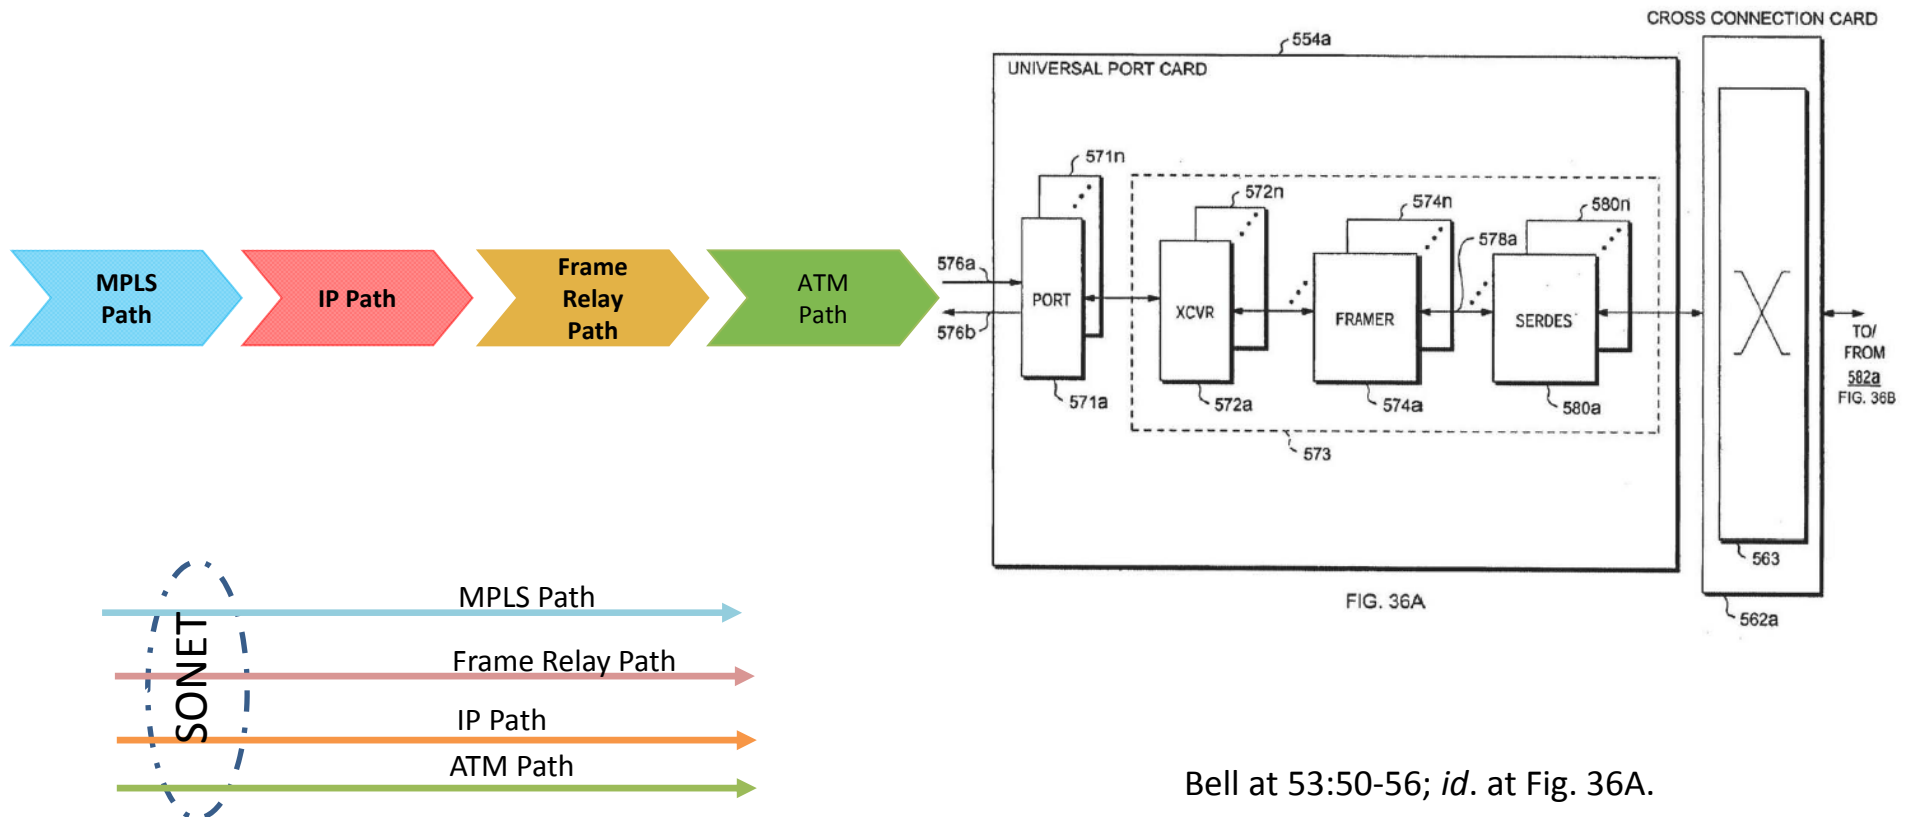 CROSS CONNECTION CARD
554a
UNIVERSAL PORT CARD
571n
572n
574n
580n
578a
MPLS
Path
IP Path
Frame
Relay
Path
ATM
Path
576a
576b
PORT
XCVR
FRAMER
SERDES
TO/
FROM
582a
FIG. 36B
571a
572a
574a
580a
573
563
562a
FIG. 36A
SONET
MPLS Path
Frame Relay Path
IP Path
ATM Path
Bell at 53:50-56; id. at Fig. 36A.